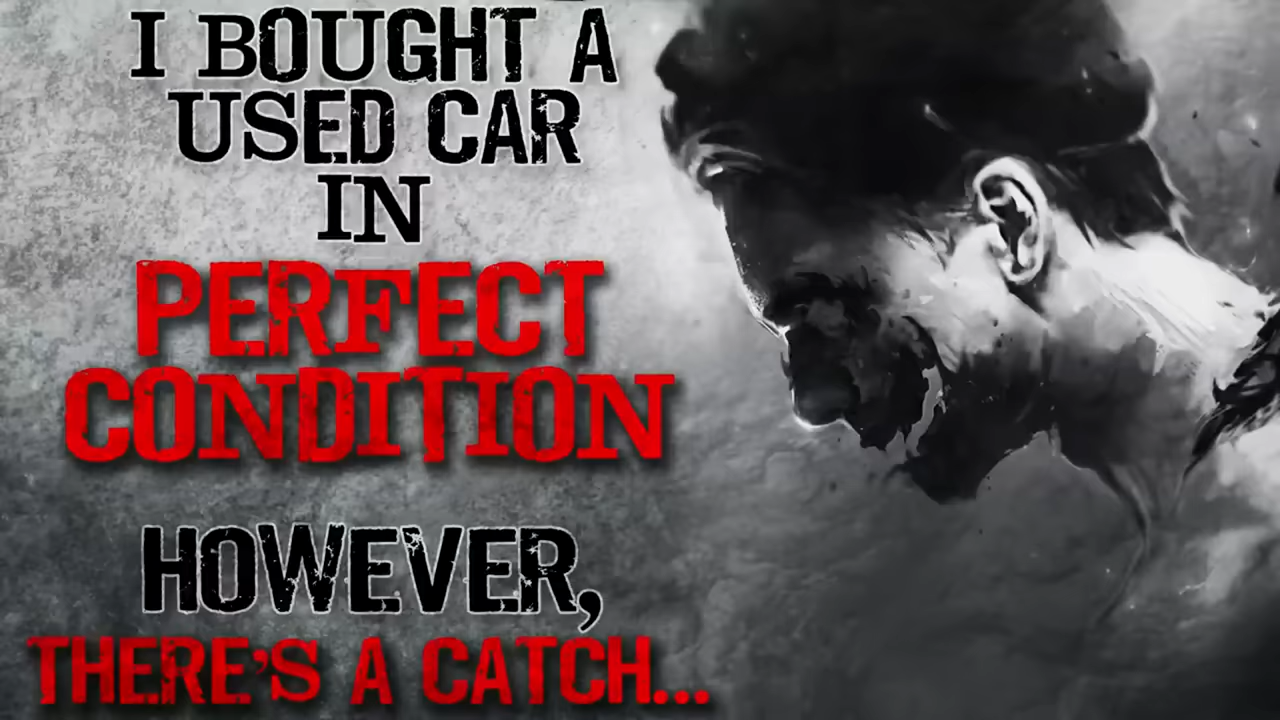 I BOUGHT A
USED CAR
IN
PERFECT
CONDITION
HOWEVER,
THERE'S A CATCH...